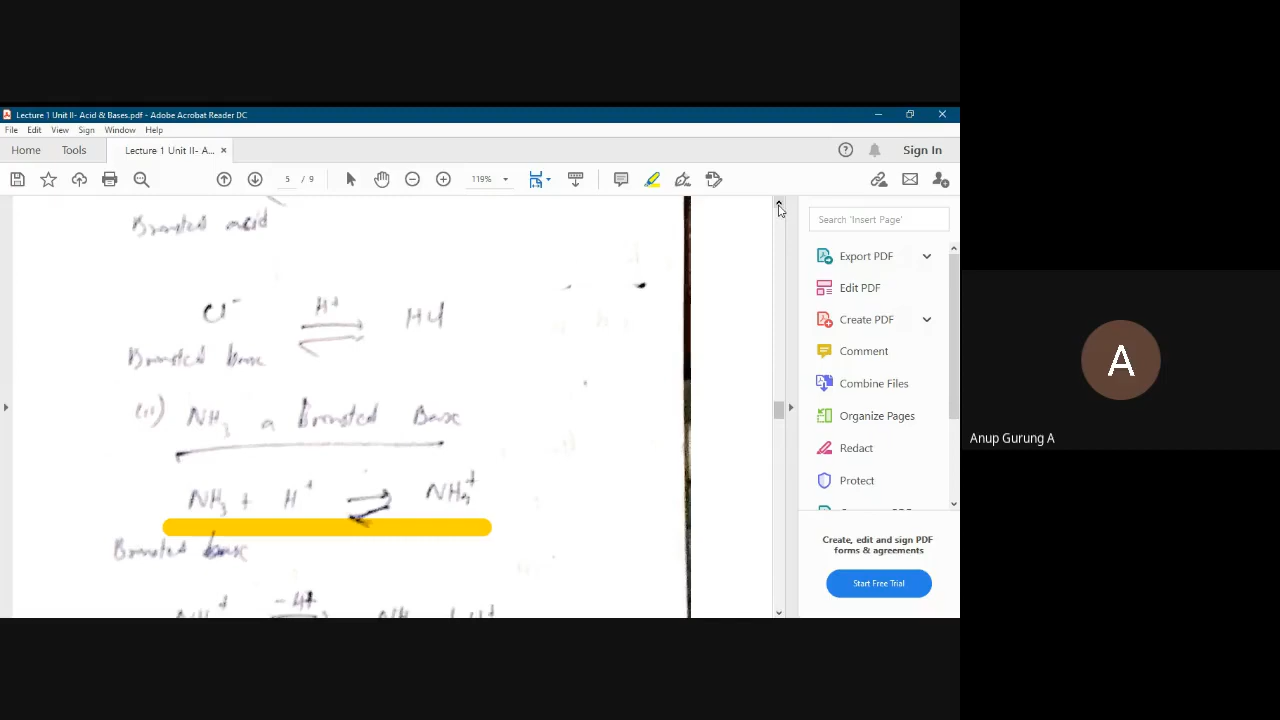 Lecture 1 Unit II- Acid & Bases.pdf - Adobe Acrobat Reader DC
File Edit View Sign Window Help
Home Tools Lecture 1 Unit II- A... × Sign In
5 / 9 119%
Bronsted acid
Cl⁻ H⁺ ⇌ HCl
Bronsted base
(ii) NH₃ a Bronsted Base
NH₃ + H⁺ ⇌ NH₄⁺
Bronsted base
-H⁺
Search 'Insert Page'
Export PDF
Edit PDF
Create PDF
Comment
Combine Files
Organize Pages
Redact
Protect
Create, edit and sign PDF
forms & agreements
Start Free Trial
A
Anup Gurung A